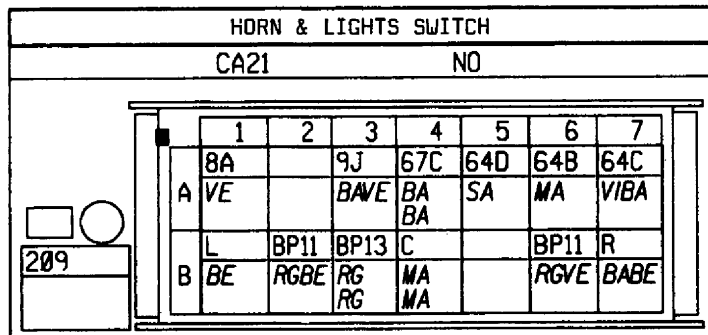 HORN & LIGHTS SWITCH
CA21 NO
1 2 3 4 5 6 7
8A 9J 67C 64D 64B 64C
A VE BAVE BA SA MA VIBA
BA
L BP11 BP13 C BP11 R
209
B BE RGBE RG MA RGVE BABE
RG MA